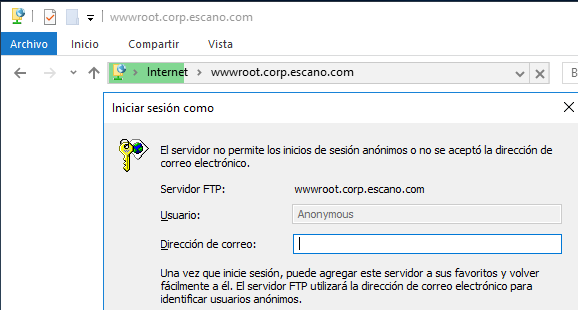 wwwroot.corp.escano.com
Archivo Inicio Compartir Vista
Internet wwwroot.corp.escano.com B
Iniciar sesión como
El servidor no permite los inicios de sesión anónimos o no se aceptó la dirección de
correo electrónico.
Servidor FTP: wwwroot.corp.escano.com
Usuario: Anonymous
Dirección de correo:
Una vez que inicie sesión, puede agregar este servidor a sus favoritos y volver
fácilmente a él. El servidor FTP utilizará la dirección de correo electrónico para
identificar usuarios anónimos.